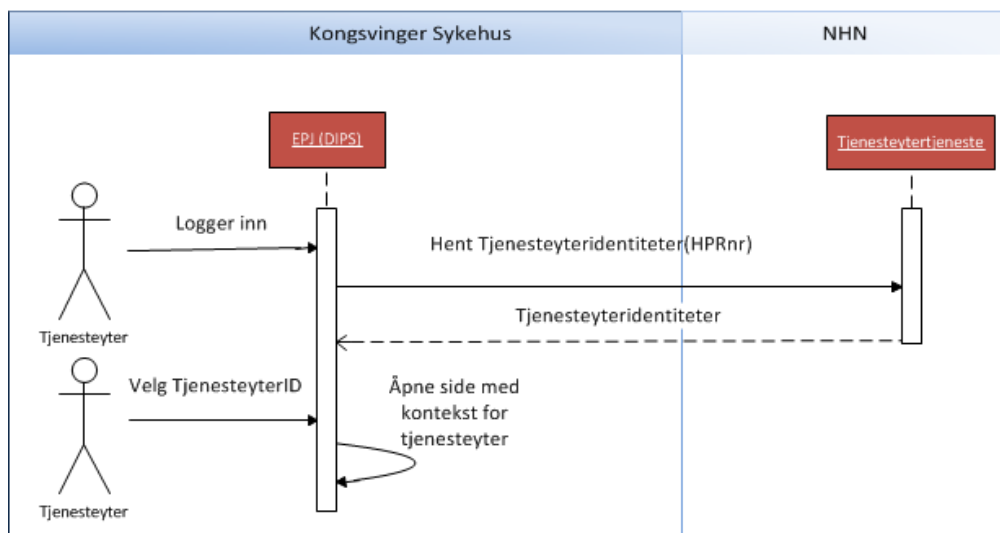 Kongsvinger Sykehus
NHN
EPJ (DIPS)
Tjenesteytertjeneste
Logger inn
Hent Tjenesteyteridentiteter(HPRnr)
Tjenesteyteridentiteter
Tjenesteyter
Velg TjenesteyterID
Åpne side med
kontekst for
tjenesteyter
Tjenesteyter